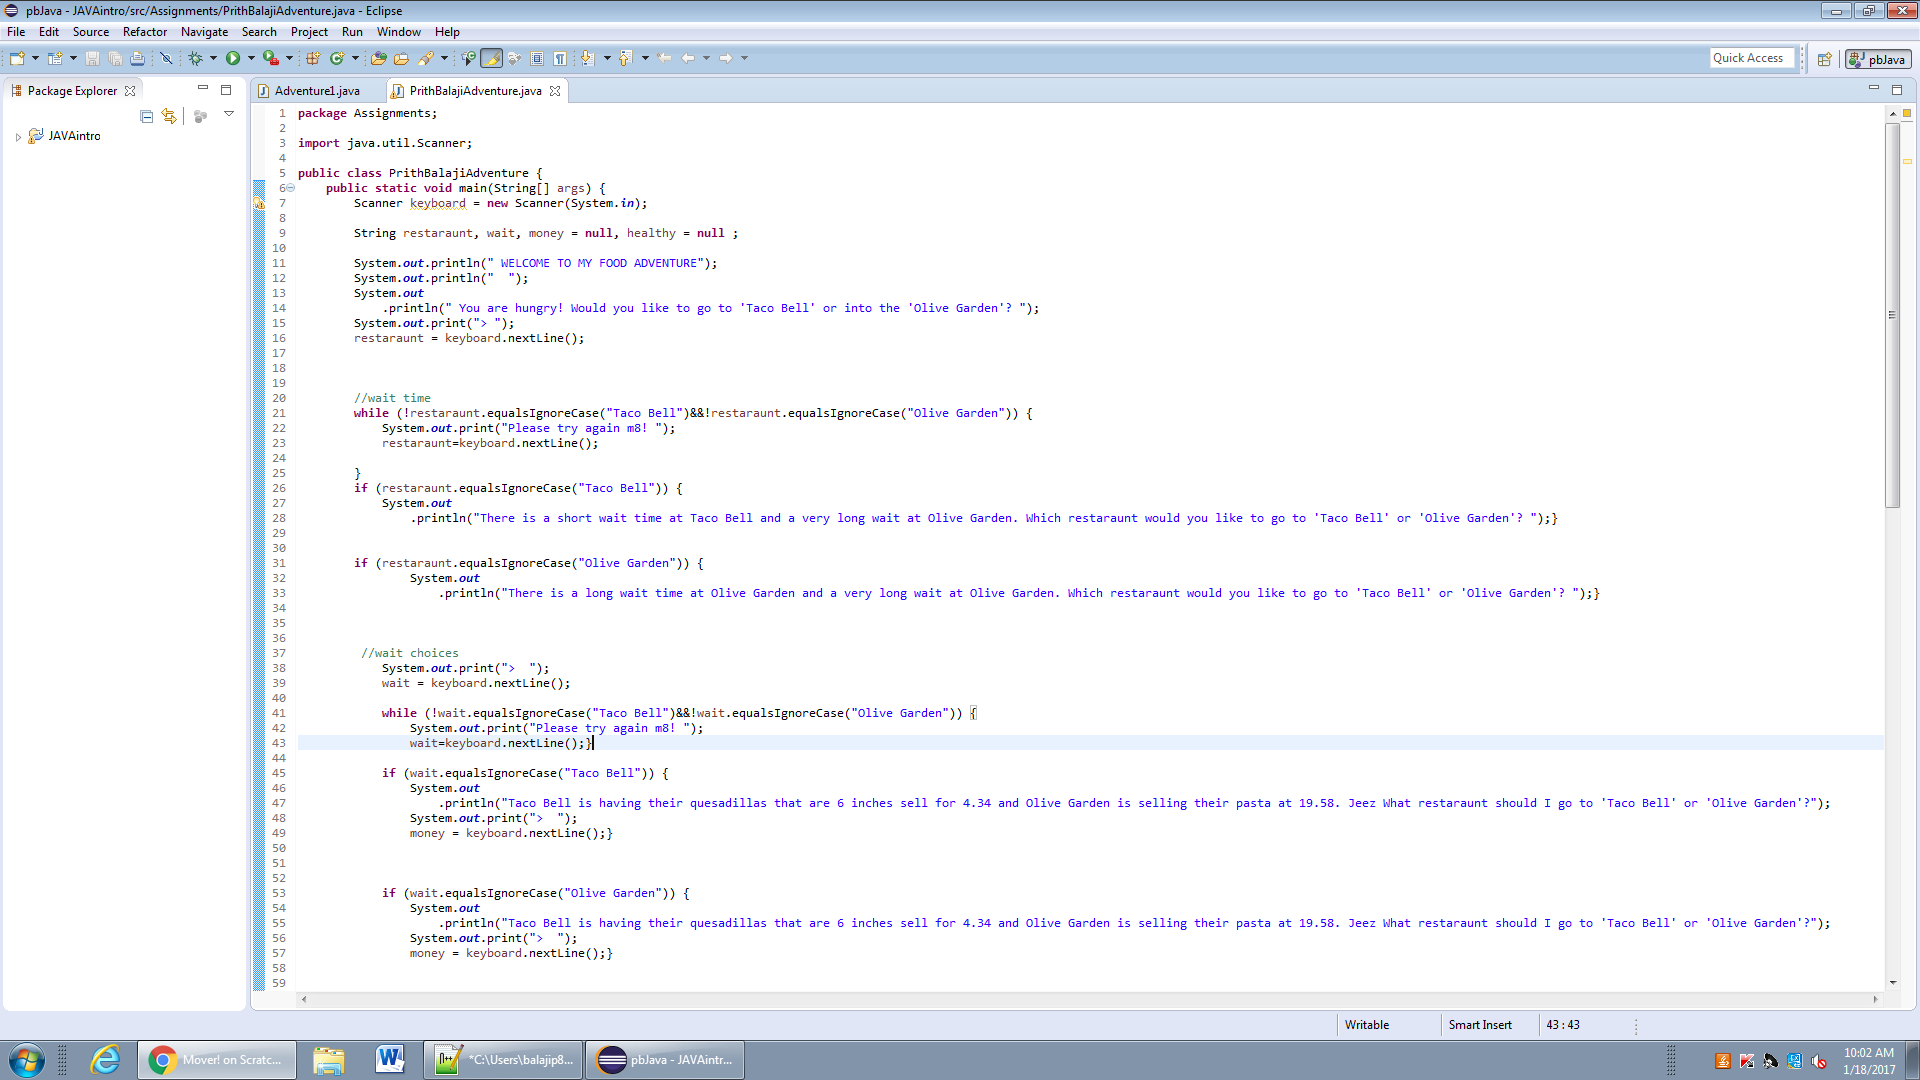 pbJava - JAVAintro/src/Assignments/PrithBalajiAdventure.java - Eclipse
File Edit Source Refactor Navigate Search Project Run Window Help
Quick Access
pbJava
Package Explorer
Adventure1.java
PrithBalajiAdventure.java
JAVAintro
1 package Assignments;
2
3 import java.util.Scanner;
4
5 public class PrithBalajiAdventure {
6 public static void main(String[] args) {
7 Scanner keyboard = new Scanner(System.in);
8
9 String restaraunt, wait, money = null, healthy = null ;
10
11 System.out.println(" WELCOME TO MY FOOD ADVENTURE");
12 System.out.println("  ");
13 System.out
14 .println(" You are hungry! Would you like to go to 'Taco Bell' or into the 'Olive Garden'? ");
15 System.out.print("> ");
16 restaraunt = keyboard.nextLine();
17
18
19
20 //wait time
21 while (!restaraunt.equalsIgnoreCase("Taco Bell")&&!restaraunt.equalsIgnoreCase("Olive Garden")) {
22 System.out.print("Please try again m8! ");
23 restaraunt=keyboard.nextLine();
24
25 }
26 if (restaraunt.equalsIgnoreCase("Taco Bell")) {
27 System.out
28 .println("There is a short wait time at Taco Bell and a very long wait at Olive Garden. Which restaraunt would you like to go to 'Taco Bell' or 'Olive Garden'? ");}
29
30
31 if (restaraunt.equalsIgnoreCase("Olive Garden")) {
32 System.out
33 .println("There is a long wait time at Olive Garden and a very long wait at Olive Garden. Which restaraunt would you like to go to 'Taco Bell' or 'Olive Garden'? ");}
34
35
36
37 //wait choices
38 System.out.print(">  ");
39 wait = keyboard.nextLine();
40
41 while (!wait.equalsIgnoreCase("Taco Bell")&&!wait.equalsIgnoreCase("Olive Garden")) {
42 System.out.print("Please try again m8! ");
43 wait=keyboard.nextLine();}
44
45 if (wait.equalsIgnoreCase("Taco Bell")) {
46 System.out
47 .println("Taco Bell is having their quesadillas that are 6 inches sell for 4.34 and Olive Garden is selling their pasta at 19.58. Jeez What restaraunt should I go to 'Taco Bell' or 'Olive Garden'?");
48 System.out.print(">  ");
49 money = keyboard.nextLine();}
50
51
52
53 if (wait.equalsIgnoreCase("Olive Garden")) {
54 System.out
55 .println("Taco Bell is having their quesadillas that are 6 inches sell for 4.34 and Olive Garden is selling their pasta at 19.58. Jeez What restaraunt should I go to 'Taco Bell' or 'Olive Garden'?");
56 System.out.print(">  ");
57 money = keyboard.nextLine();}
58
59
Writable Smart Insert 43 : 43
Mover! on Scratc...
*C:\Users\balajip8...
pbJava - JAVAintr...
10:02 AM
1/18/2017